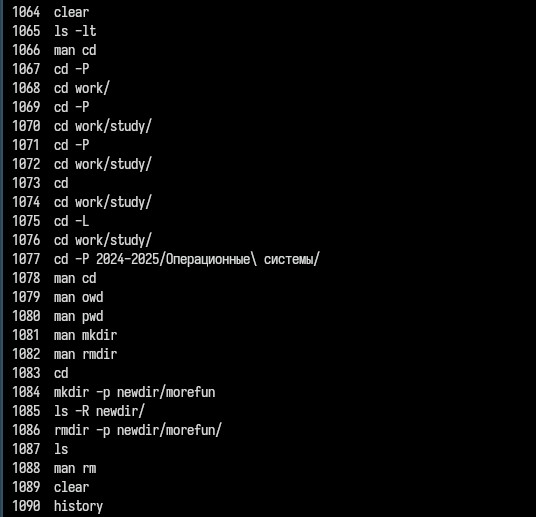 1064 clear
1065 ls -lt
1066 man cd
1067 cd -P
1068 cd work/
1069 cd -P
1070 cd work/study/
1071 cd -P
1072 cd work/study/
1073 cd
1074 cd work/study/
1075 cd -L
1076 cd work/study/
1077 cd -P 2024-2025/Операционные\ системы/
1078 man cd
1079 man owd
1080 man pwd
1081 man mkdir
1082 man rmdir
1083 cd
1084 mkdir -p newdir/morefun
1085 ls -R newdir/
1086 rmdir -p newdir/morefun/
1087 ls
1088 man rm
1089 clear
1090 history